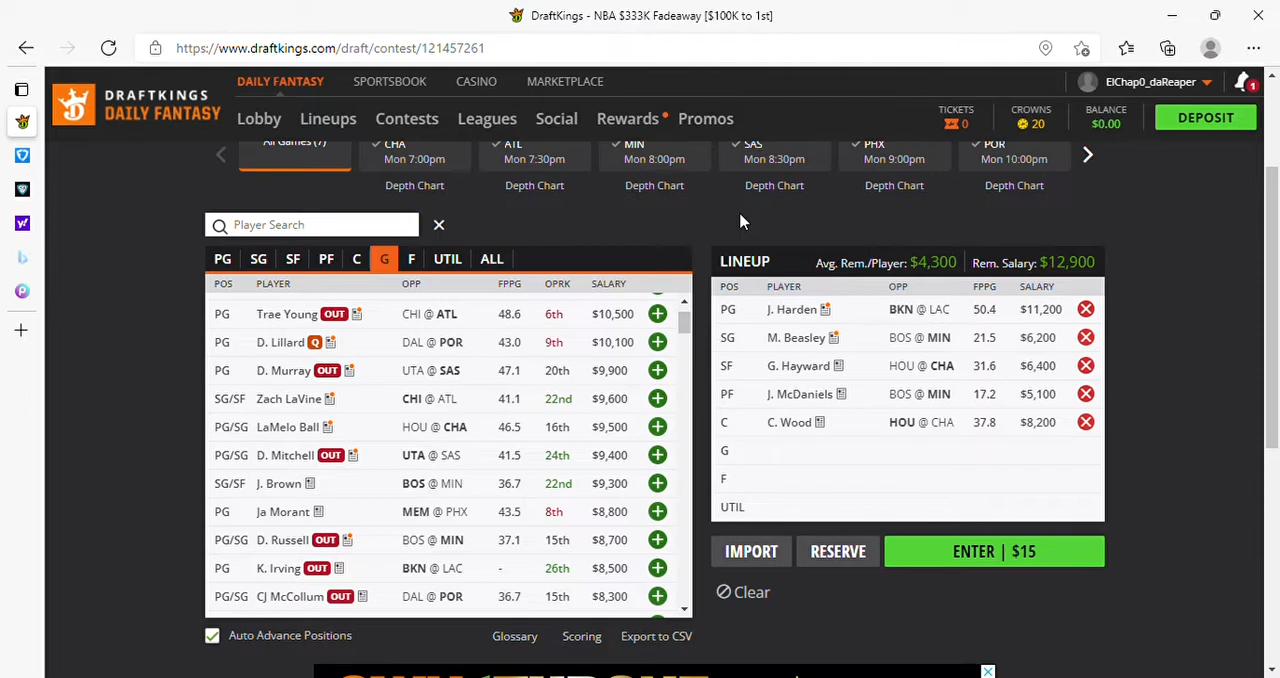 DraftKings - NBA $333K Fadeaway [$100K to 1st]
https://www.draftkings.com/draft/contest/121457261
DRAFTKINGS DAILY FANTASY
DAILY FANTASY SPORTSBOOK CASINO MARKETPLACE
ElChap0_daReaper 1
Lobby Lineups Contests Leagues Social Rewards Promos
TICKETS 0 CROWNS 20 BALANCE $0.00 DEPOSIT
All Games (7) CHA ATL MIN SAS PHX POR
Mon 7:00pm Mon 7:30pm Mon 8:00pm Mon 8:30pm Mon 9:00pm Mon 10:00pm
Depth Chart Depth Chart Depth Chart Depth Chart Depth Chart Depth Chart
Player Search
PG SG SF PF C G F UTIL ALL
POS PLAYER OPP FPPG OPRK SALARY
PG Trae Young OUT CHI @ ATL 48.6 6th $10,500
PG D. Lillard Q DAL @ POR 43.0 9th $10,100
PG D. Murray OUT UTA @ SAS 47.1 20th $9,900
SG/SF Zach LaVine CHI @ ATL 41.1 22nd $9,600
PG/SG LaMelo Ball HOU @ CHA 46.5 16th $9,500
PG/SG D. Mitchell OUT UTA @ SAS 41.5 24th $9,400
SG/SF J. Brown BOS @ MIN 36.7 22nd $9,300
PG Ja Morant MEM @ PHX 43.5 8th $8,800
PG/SG D. Russell OUT BOS @ MIN 37.1 15th $8,700
PG K. Irving OUT BKN @ LAC - 26th $8,500
PG/SG CJ McCollum OUT DAL @ POR 36.7 15th $8,300
Auto Advance Positions Glossary Scoring Export to CSV
LINEUP Avg. Rem./Player: $4,300 Rem. Salary: $12,900
POS PLAYER OPP FPPG SALARY
PG J. Harden BKN @ LAC 50.4 $11,200
SG M. Beasley BOS @ MIN 21.5 $6,200
SF G. Hayward HOU @ CHA 31.6 $6,400
PF J. McDaniels BOS @ MIN 17.2 $5,100
C C. Wood HOU @ CHA 37.8 $8,200
G
F
UTIL
IMPORT RESERVE ENTER | $15
Clear